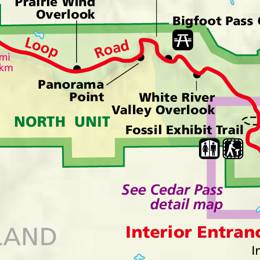 Prairie Wind
Overlook
Bigfoot Pass
Loop Road
mi
km
Panorama
Point
White River
Valley Overlook
NORTH UNIT
Fossil Exhibit Trail
See Cedar Pass
detail map
LAND
Interior Entranc
In